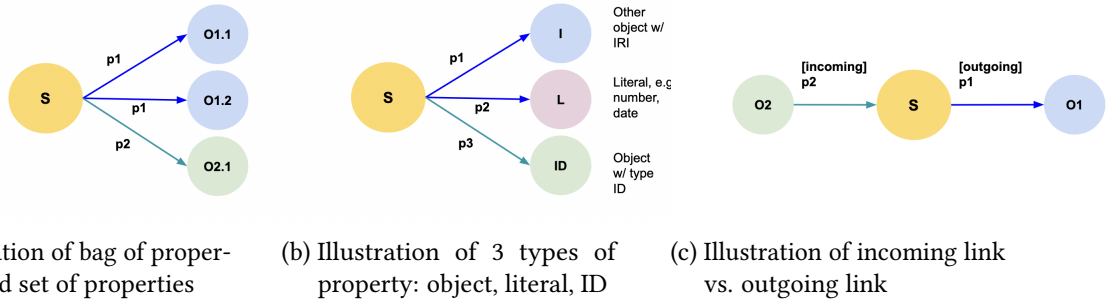 S
p1
O1.1
p1
O1.2
p2
O2.1
S
p1
I
Other
object w/
IRI
p2
L
Literal, e.g
number,
date
p3
ID
Object
w/ type
ID
O2
[incoming]
p2
S
[outgoing]
p1
O1
tion of bag of proper-
d set of properties
(b) Illustration of 3 types of
property: object, literal, ID
(c) Illustration of incoming link
vs. outgoing link